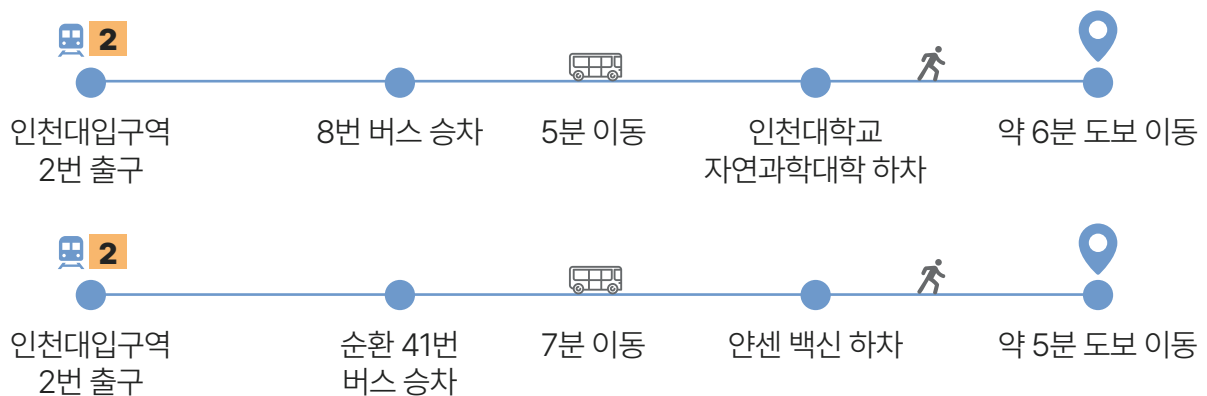 2
인천대입구역
2번 출구
8번 버스 승차
5분 이동
인천대학교
자연과학대학 하차
약 6분 도보 이동
2
인천대입구역
2번 출구
순환 41번
버스 승차
7분 이동
얀센 백신 하차
약 5분 도보 이동